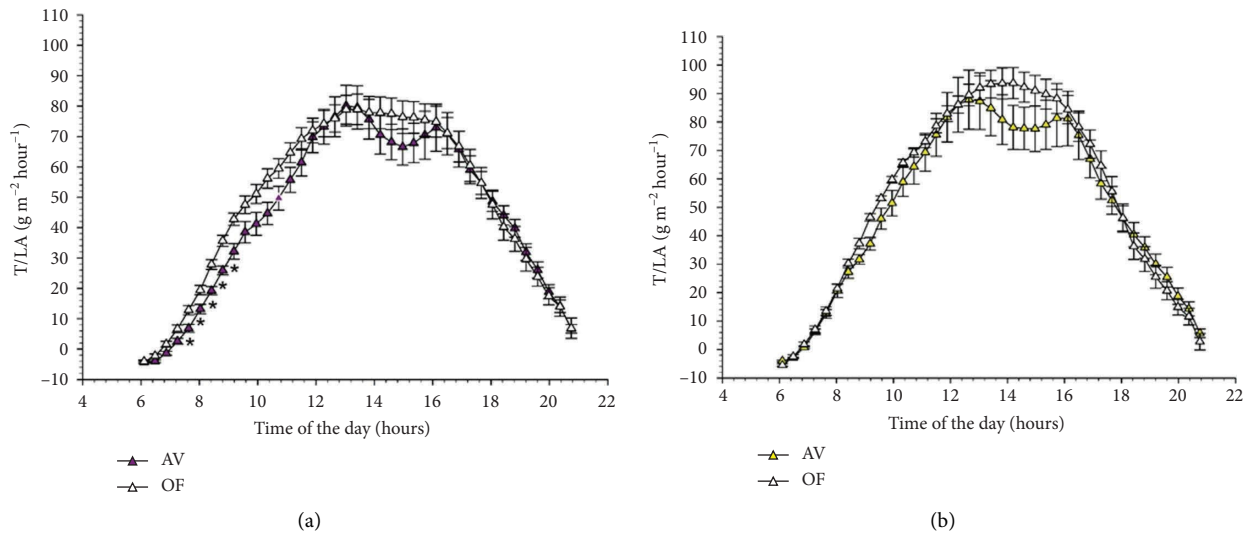 110
100
90
80
70
60
50
40
30
20
10
0
–10
T/LA (g m⁻² hour⁻¹)
4 6 8 10 12 14 16 18 20 22
Time of the day (hours)
* * * * * *
AV
OF
(a)
110
100
90
80
70
60
50
40
30
20
10
0
–10
T/LA (g m⁻² hour⁻¹)
4 6 8 10 12 14 16 18 20 22
Time of the day (hours)
AV
OF
(b)